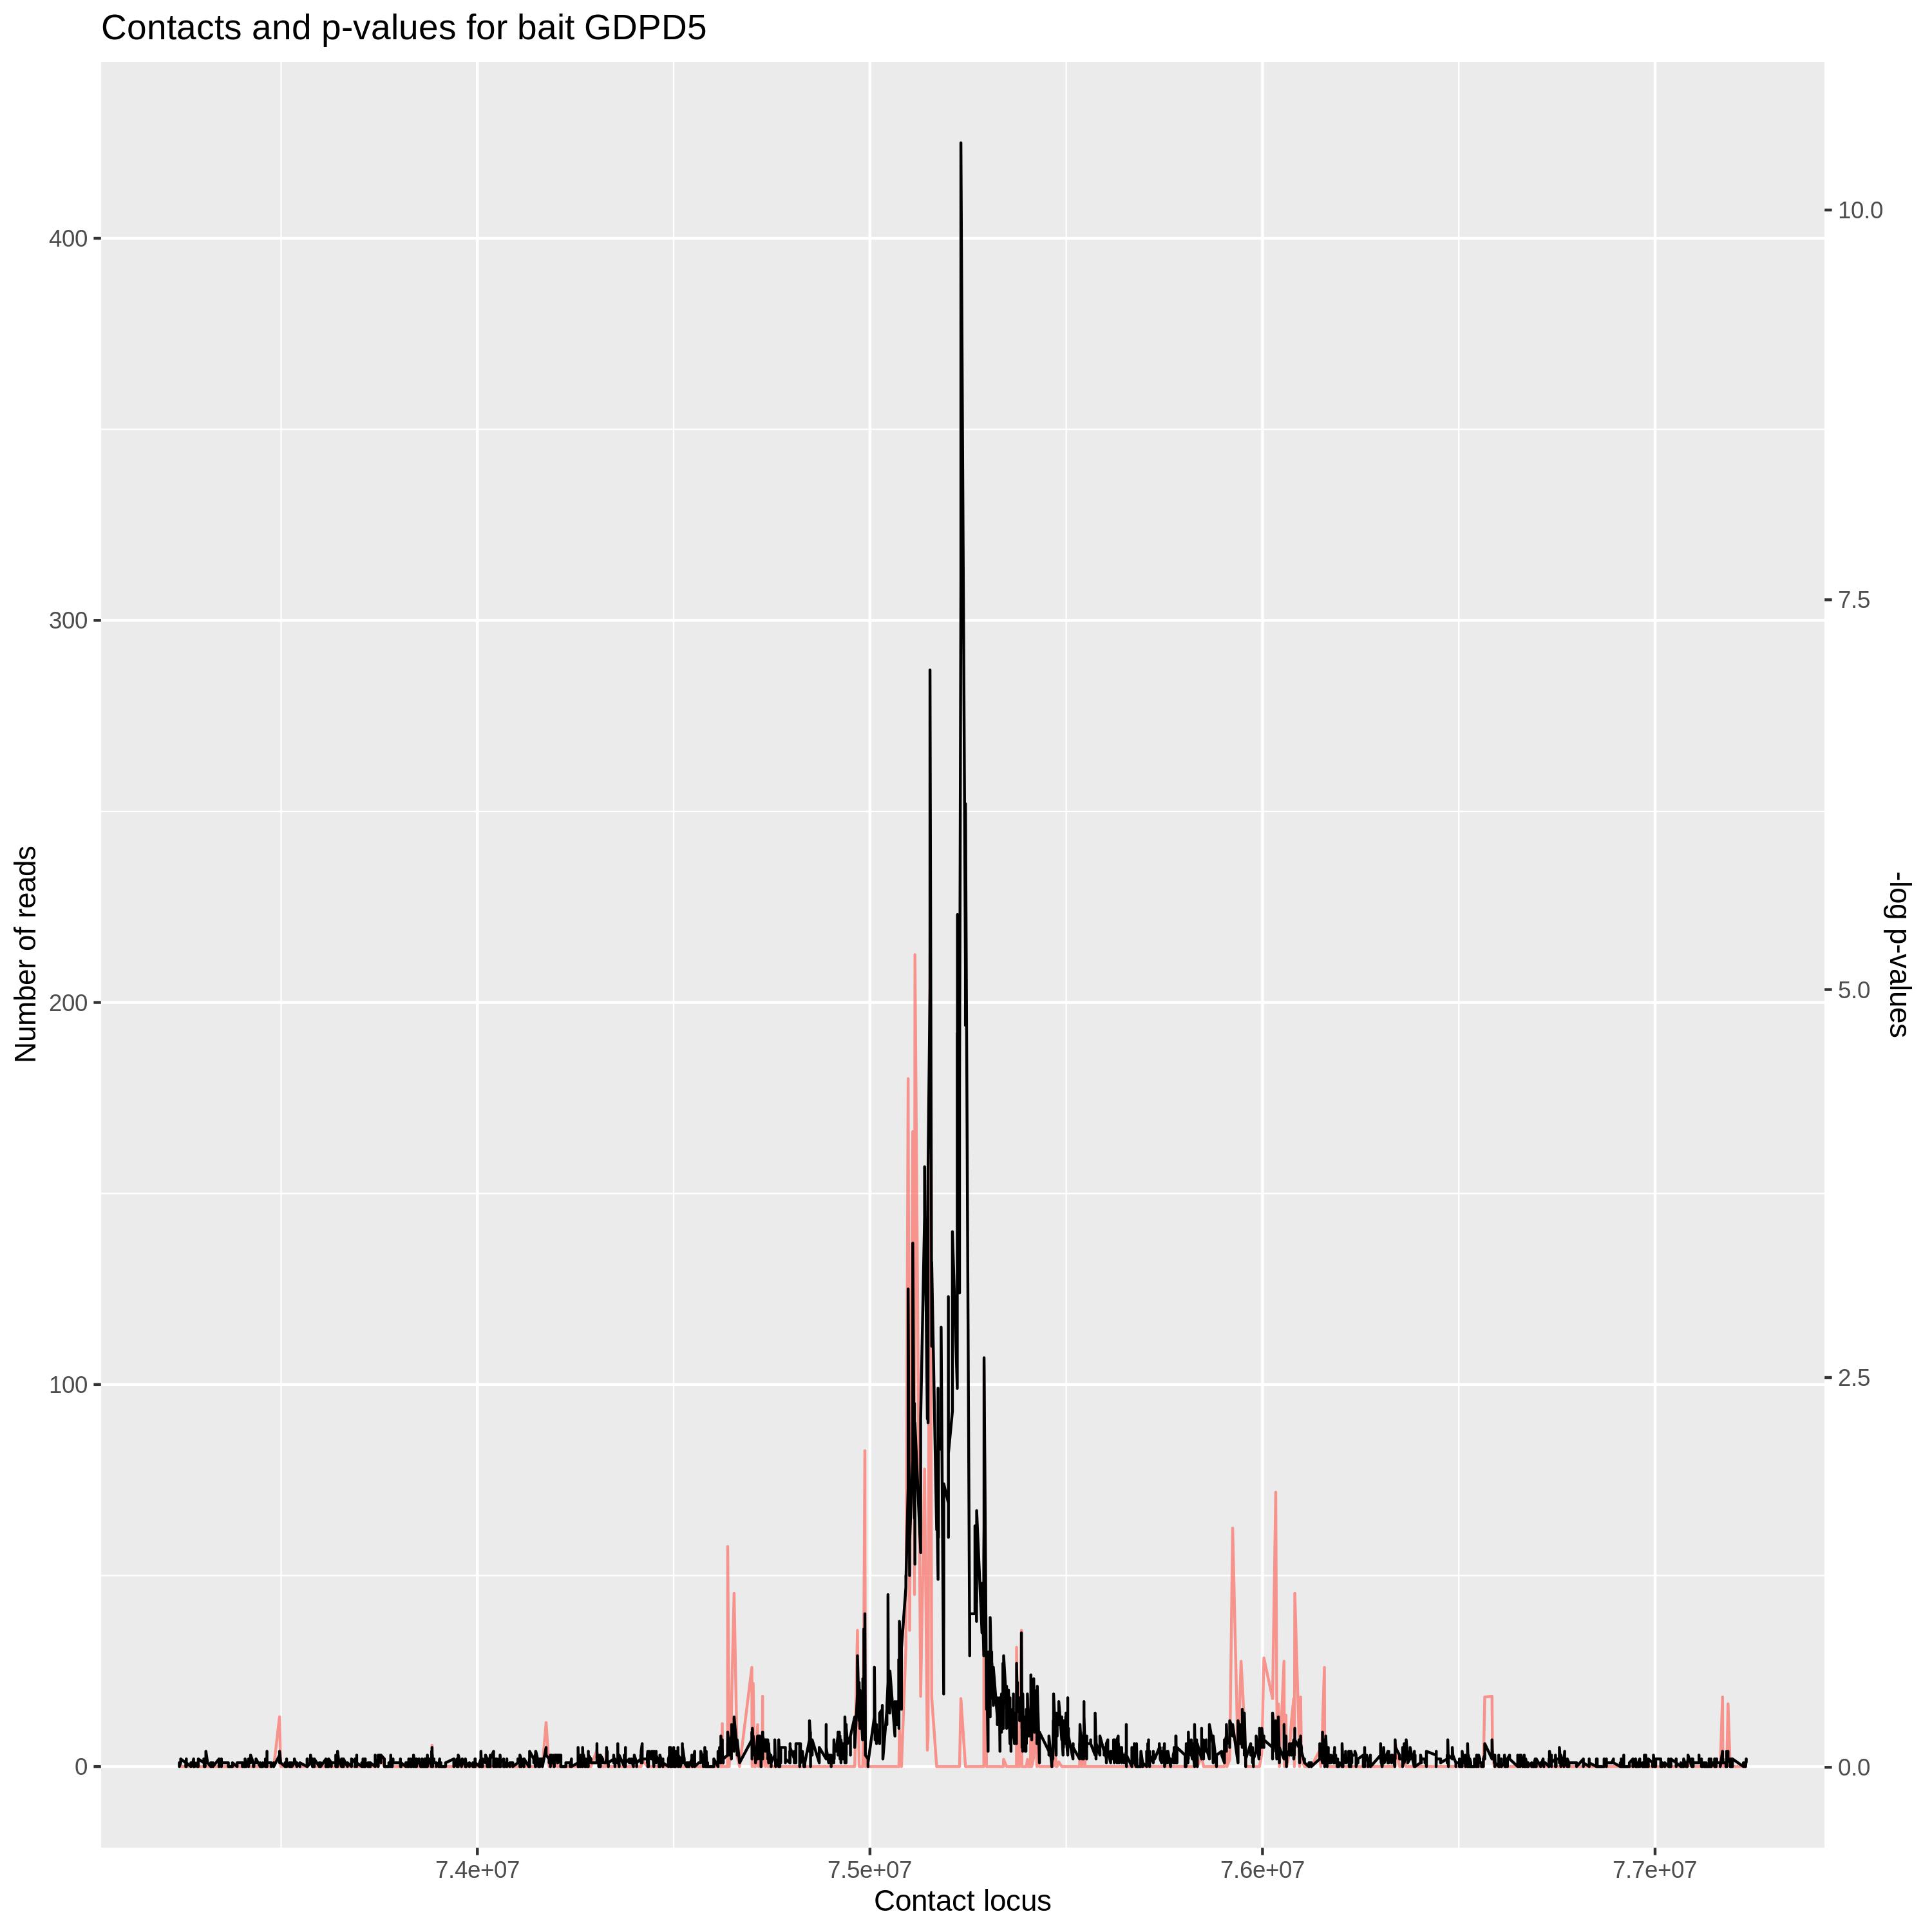 Contacts and p-values for bait GDPD5
400
300
200
100
0
Number of reads
10.0
7.5
5.0
2.5
0.0
-log p-values
7.4e+07
7.5e+07
7.6e+07
7.7e+07
Contact locus